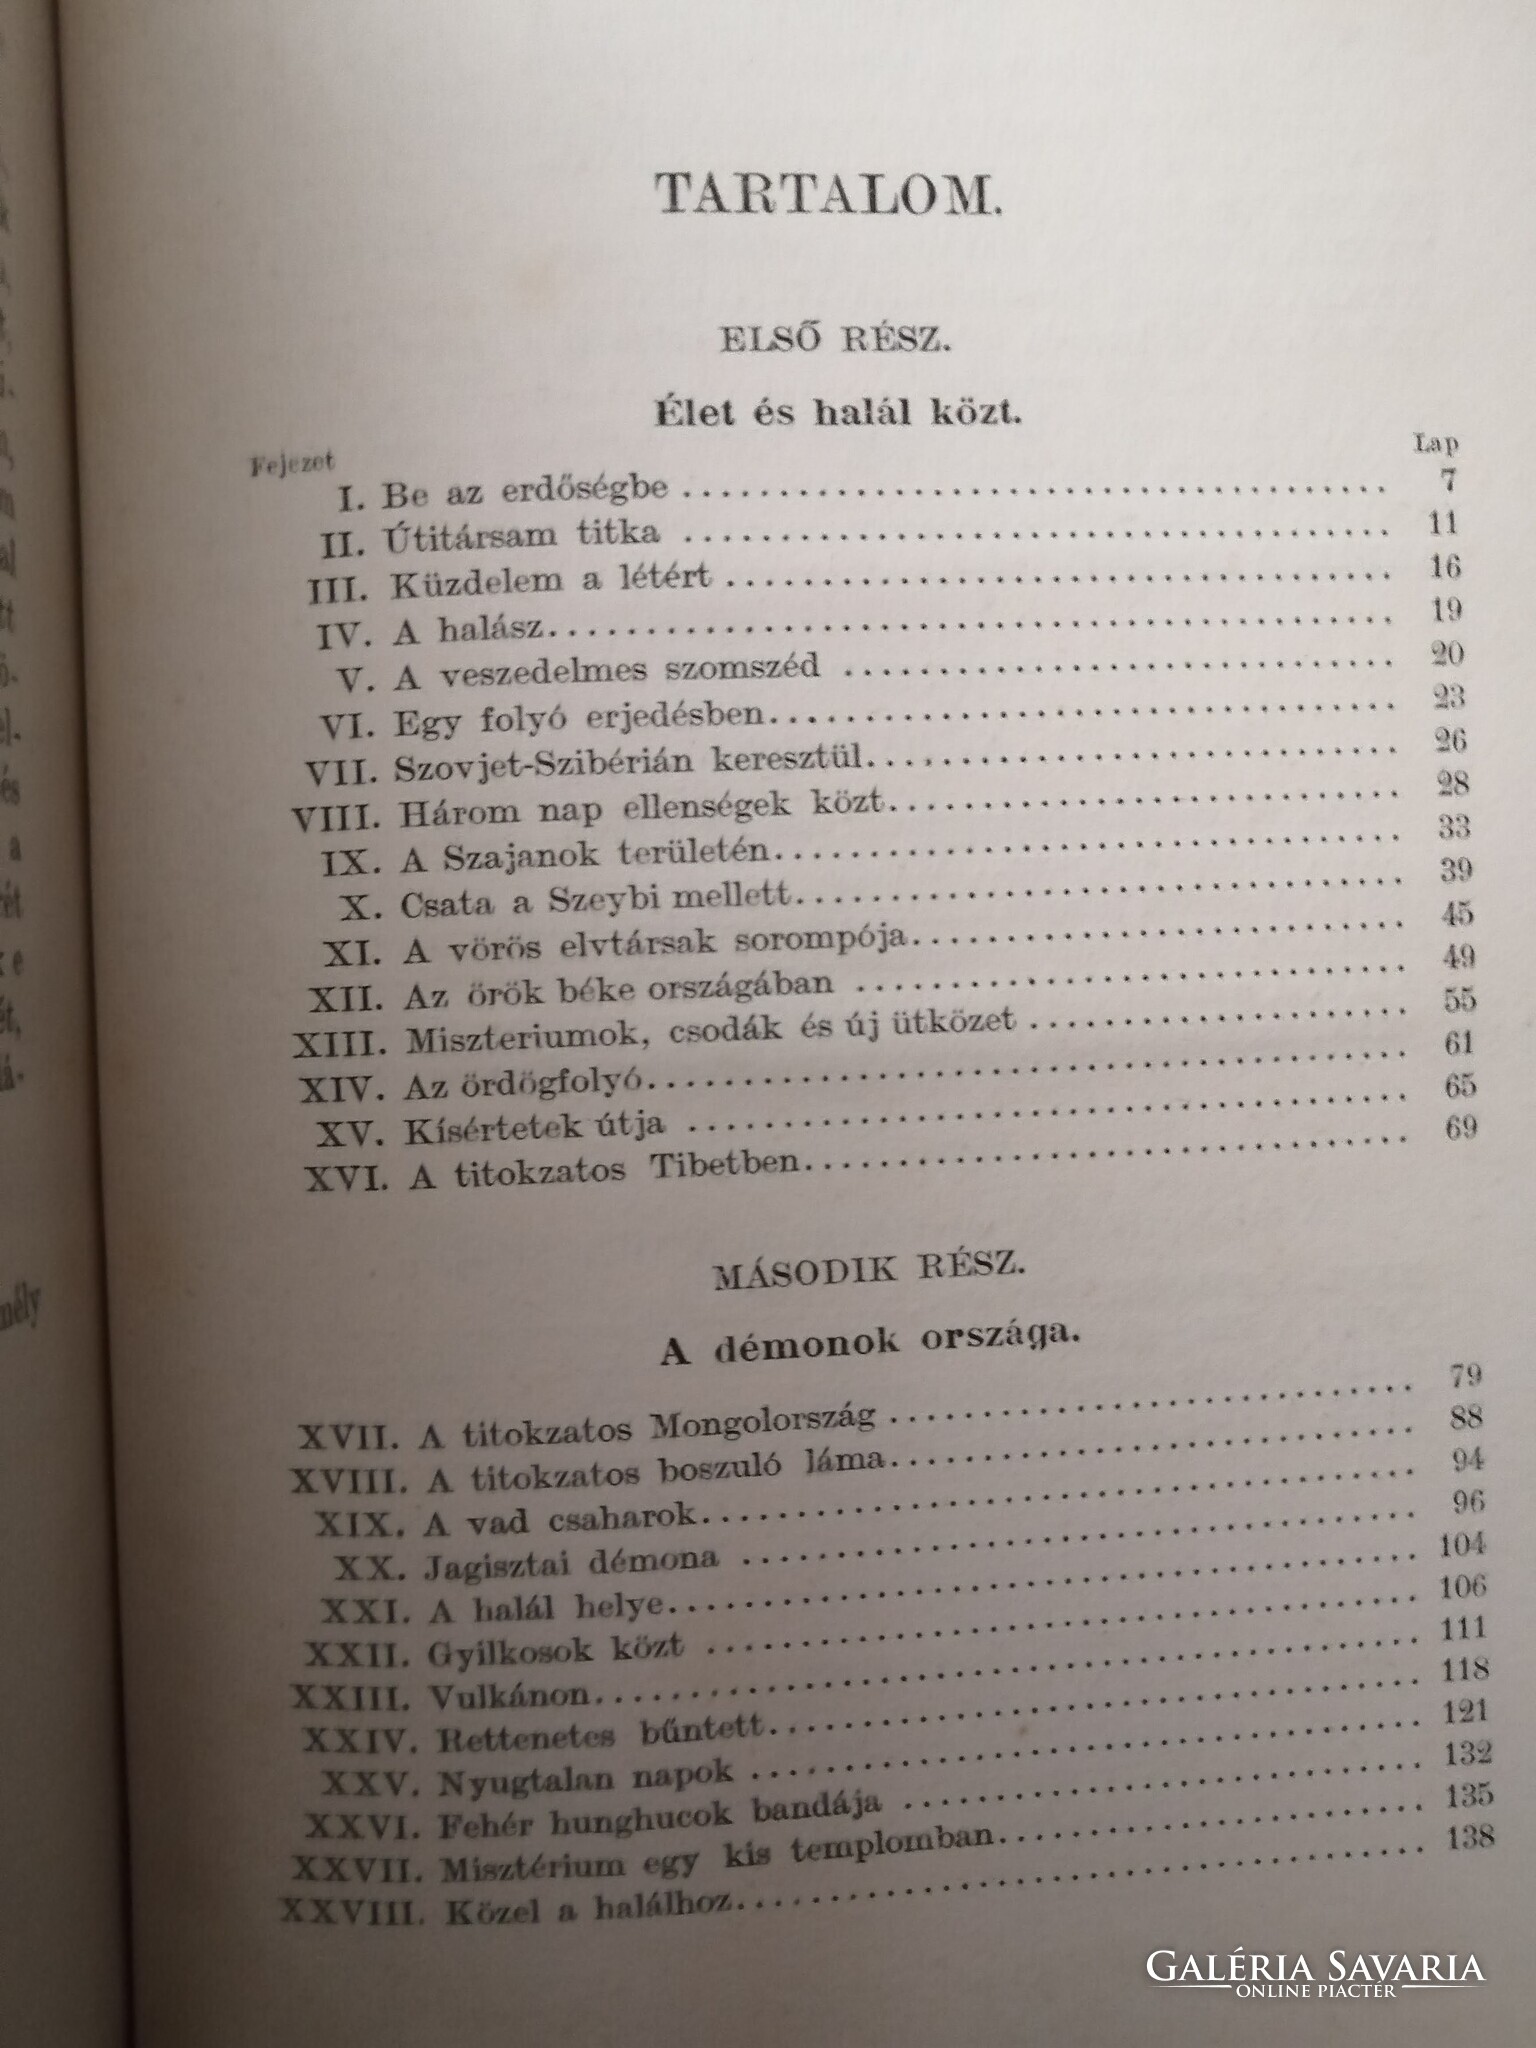 TARTALOM.
ELSŐ RÉSZ.
Élet és halál közt.
Fejezet Lap
I. Be az erdőségbe 7
II. Útitársam titka 11
III. Küzdelem a létért 16
IV. A halász 19
V. A veszedelmes szomszéd 20
VI. Egy folyó erjedésben 23
VII. Szovjet-Szibérián keresztül 26
VIII. Három nap ellenségek közt 28
IX. A Szajanok területén 33
X. Csata a Szeybi mellett 39
XI. A vörös elvtársak sorompója 45
XII. Az örök béke országában 49
XIII. Miszteriumok, csodák és új ütközet 55
XIV. Az ördögfolyó 61
XV. Kísértetek útja 65
XVI. A titokzatos Tibetben 69
MÁSODIK RÉSZ.
A démonok országa.
XVII. A titokzatos Mongolország 79
XVIII. A titokzatos boszuló láma 88
XIX. A vad csaharok 94
XX. Jagisztai démona 96
XXI. A halál helye 104
XXII. Gyilkosok közt 106
XXIII. Vulkánon 111
XXIV. Rettenetes bűntett 118
XXV. Nyugtalan napok 121
XXVI. Fehér hunghucok bandája 132
XXVII. Misztérium egy kis templomban 135
XXVIII. Közel a halálhoz 138
GALÉRIA SAVARIA
ONLINE PIACTÉR